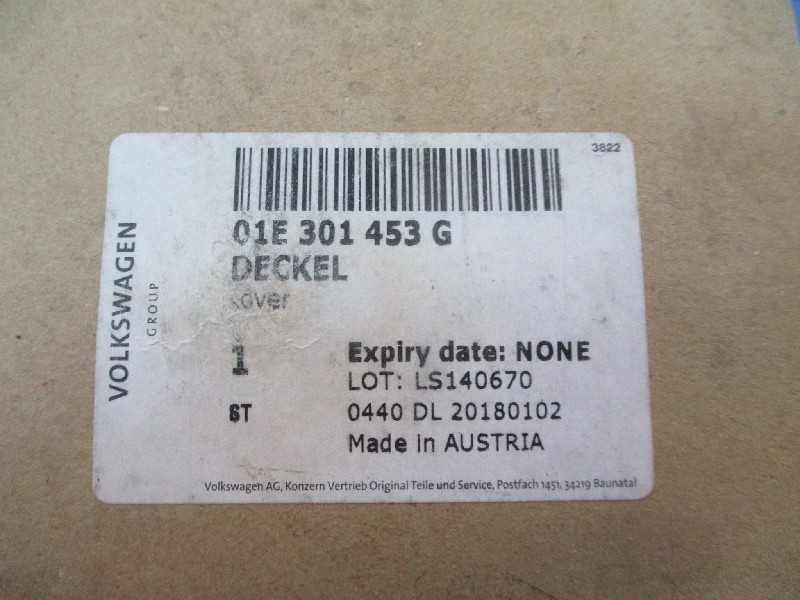 3822
VOLKSWAGEN
GROUP
01E 301 453 G
DECKEL
cover
1
Expiry date: NONE
LOT: LS140670
ST
0440 DL 20180102
Made in AUSTRIA
Volkswagen AG, Konzern Vertrieb Original Teile und Service, Postfach 1451, 34219 Baunatal